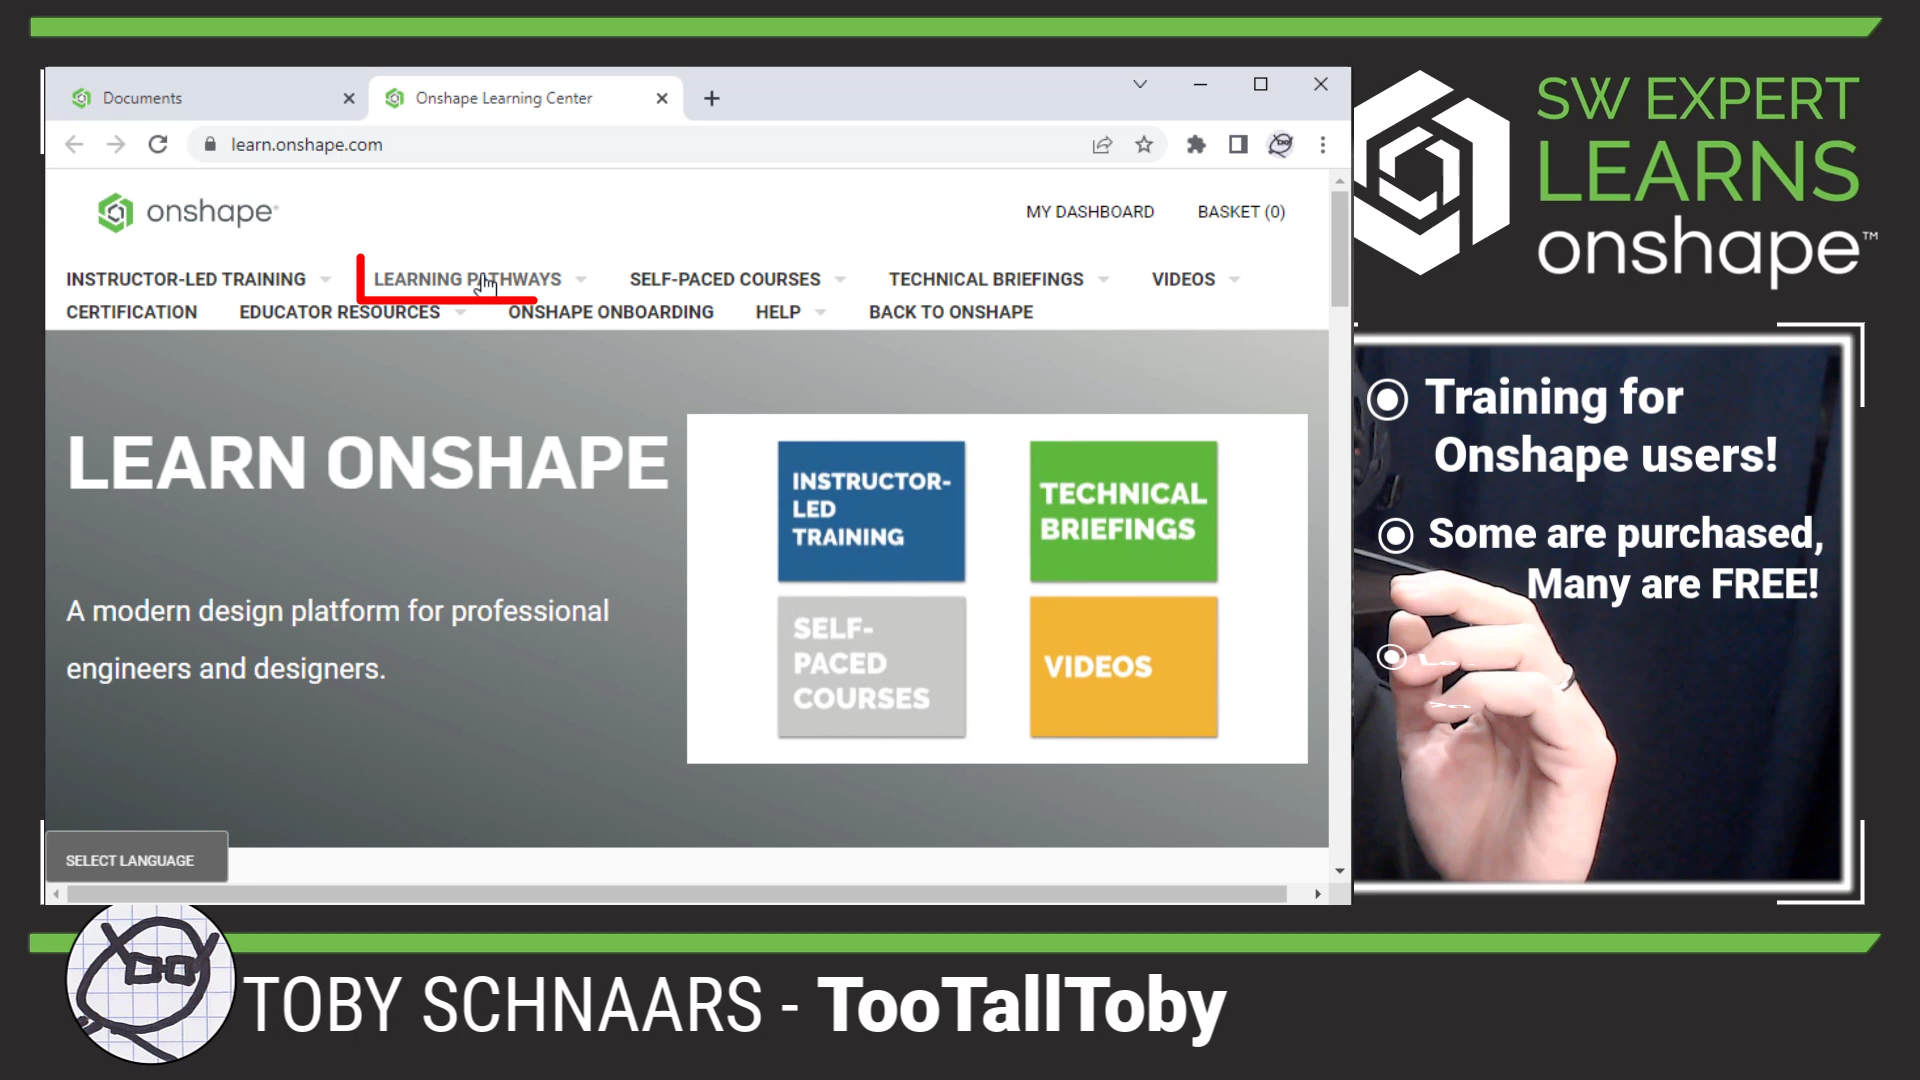 Documents
Onshape Learning Center
learn.onshape.com
onshape
MY DASHBOARD
BASKET (0)
INSTRUCTOR-LED TRAINING
LEARNING PATHWAYS
SELF-PACED COURSES
TECHNICAL BRIEFINGS
VIDEOS
CERTIFICATION
EDUCATOR RESOURCES
ONSHAPE ONBOARDING
HELP
BACK TO ONSHAPE
LEARN ONSHAPE
A modern design platform for professional
engineers and designers.
INSTRUCTOR-
LED
TRAINING
TECHNICAL
BRIEFINGS
SELF-
PACED
COURSES
VIDEOS
SELECT LANGUAGE
SW EXPERT
LEARNS
onshape™
Training for
Onshape users!
Some are purchased,
Many are FREE!
TOBY SCHNAARS - TooTallToby